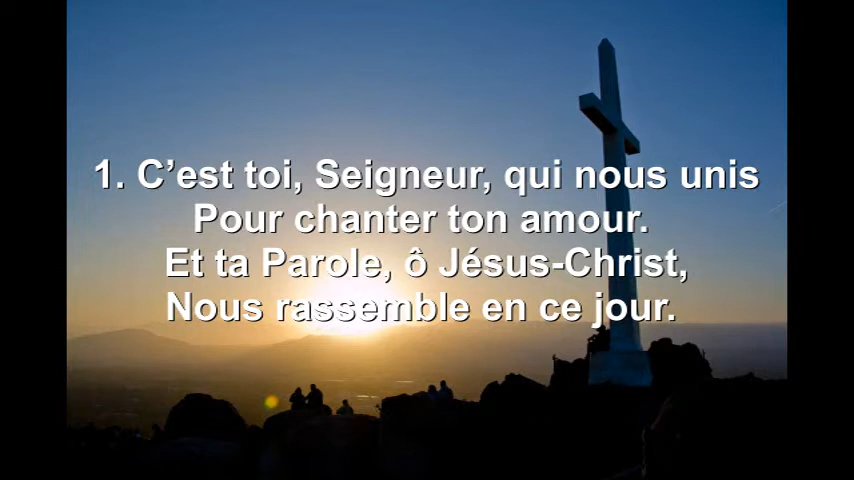 1. C’est toi, Seigneur, qui nous unis
Pour chanter ton amour.
Et ta Parole, ô Jésus-Christ,
Nous rassemble en ce jour.